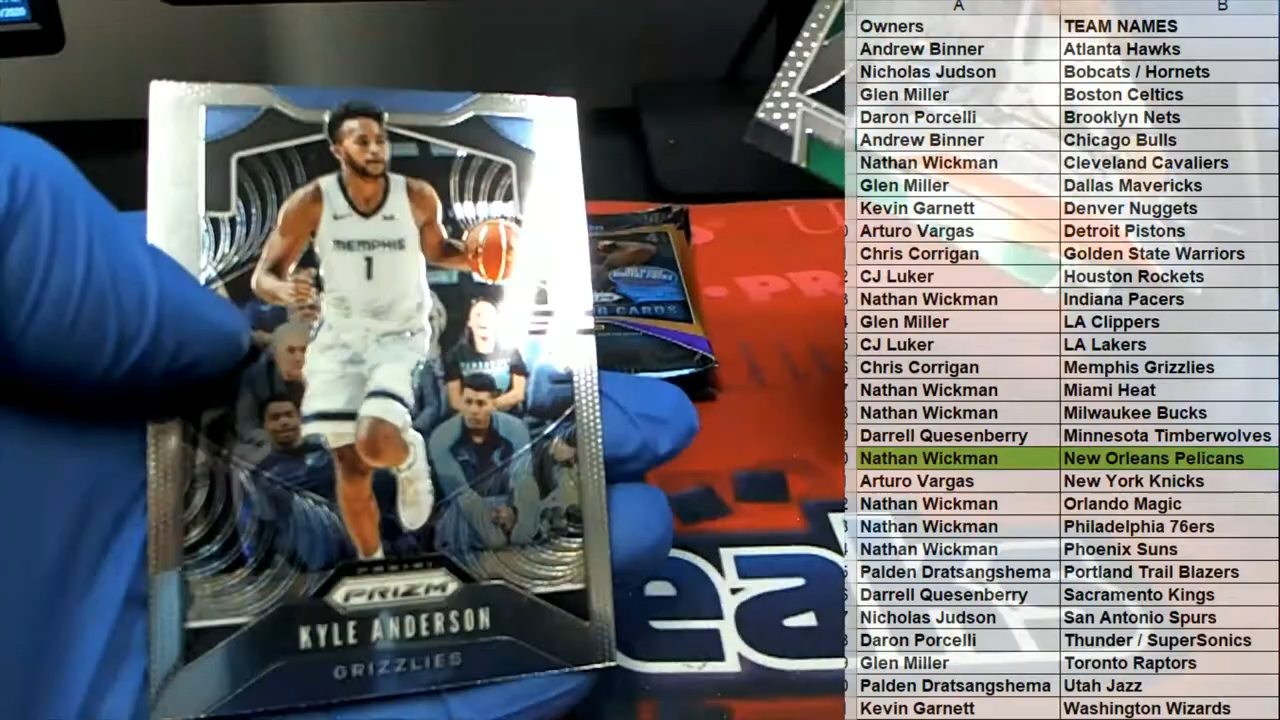 /2020
MEMPHIS
1
PANINI
PRIZM
KYLE ANDERSON
GRIZZLIES
CARDS
U
.PR
ea
A B
Owners TEAM NAMES
Andrew Binner Atlanta Hawks
Nicholas Judson Bobcats / Hornets
Glen Miller Boston Celtics
Daron Porcelli Brooklyn Nets
Andrew Binner Chicago Bulls
Nathan Wickman Cleveland Cavaliers
Glen Miller Dallas Mavericks
Kevin Garnett Denver Nuggets
Arturo Vargas Detroit Pistons
Chris Corrigan Golden State Warriors
CJ Luker Houston Rockets
Nathan Wickman Indiana Pacers
Glen Miller LA Clippers
CJ Luker LA Lakers
Chris Corrigan Memphis Grizzlies
Nathan Wickman Miami Heat
Nathan Wickman Milwaukee Bucks
Darrell Quesenberry Minnesota Timberwolves
Nathan Wickman New Orleans Pelicans
Arturo Vargas New York Knicks
Nathan Wickman Orlando Magic
Nathan Wickman Philadelphia 76ers
Nathan Wickman Phoenix Suns
Palden Dratsangshema Portland Trail Blazers
Darrell Quesenberry Sacramento Kings
Nicholas Judson San Antonio Spurs
Daron Porcelli Thunder / SuperSonics
Glen Miller Toronto Raptors
Palden Dratsangshema Utah Jazz
Kevin Garnett Washington Wizards